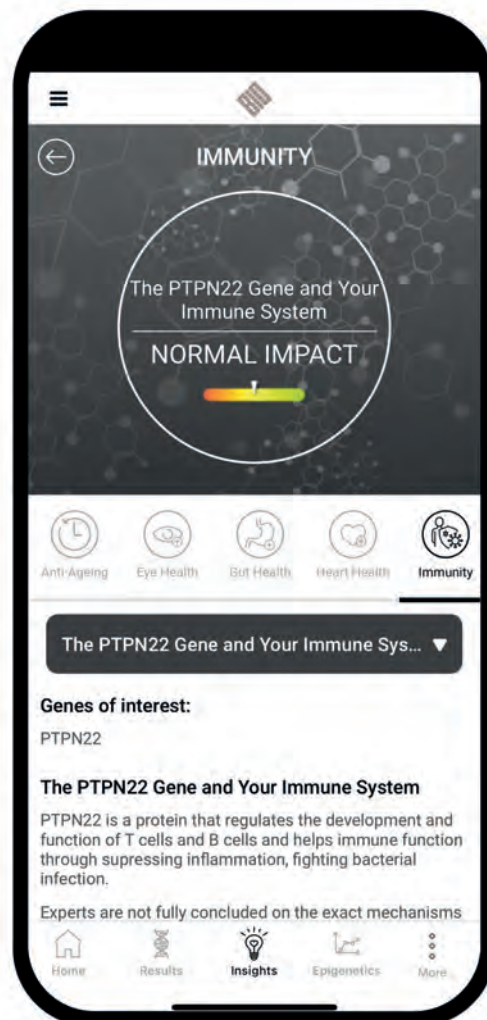 IMMUNITY
The PTPN22 Gene and Your
Immune System
NORMAL IMPACT
Anti-Ageing
Eye Health
Gut Health
Heart Health
Immunity
The PTPN22 Gene and Your Immune Sys...
Genes of interest:
PTPN22
The PTPN22 Gene and Your Immune System
PTPN22 is a protein that regulates the development and
function of T cells and B cells and helps immune function
through supressing inflammation, fighting bacterial
infection.
Experts are not fully concluded on the exact mechanisms
Home
Results
Insights
Epigenetics
More